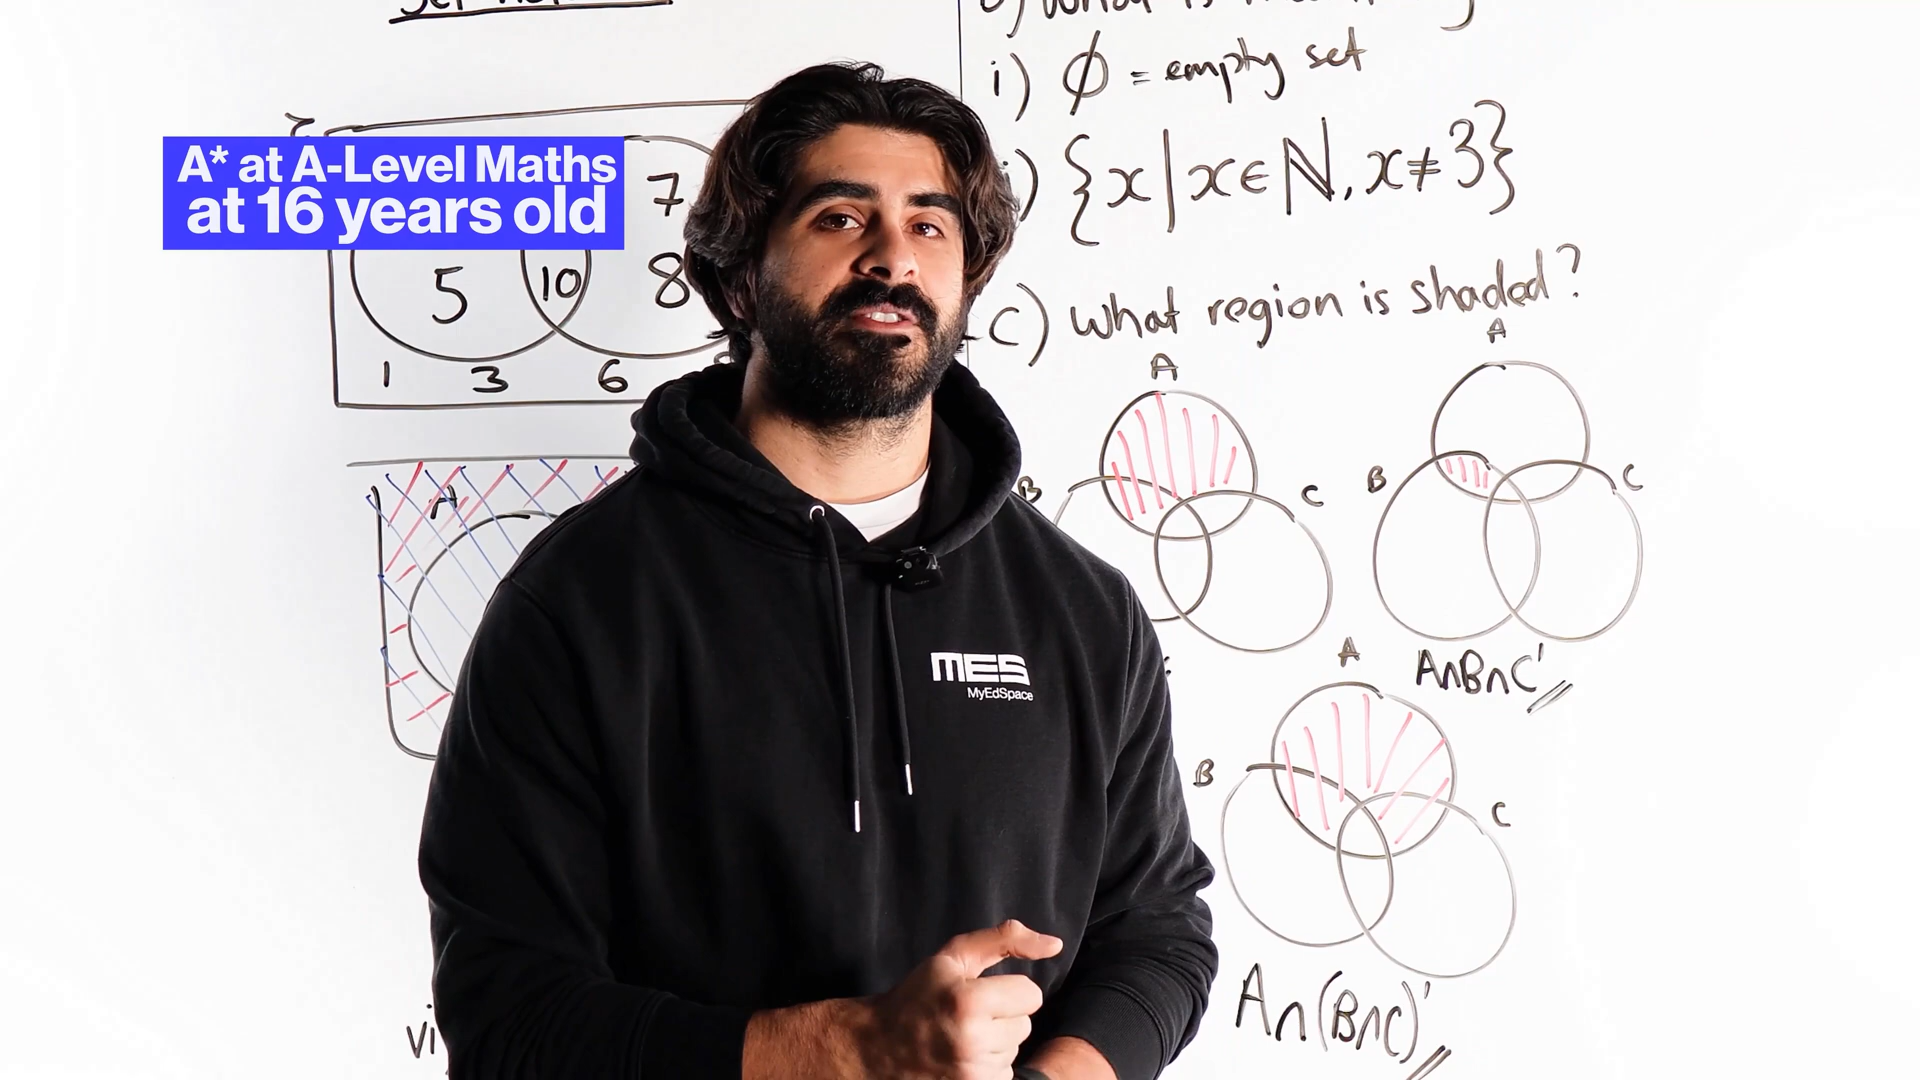 i) ϕ = empty set
{x|x∈ℕ, x≠3}
A* at A-Level Maths
at 16 years old
7
5
10
8
1 3 6
c) What region is shaded?
A
A
B
C
B
C
A
A
A∩B∩C'
MES
MyEdSpace
B
C
A∩(B∩C)'
vi